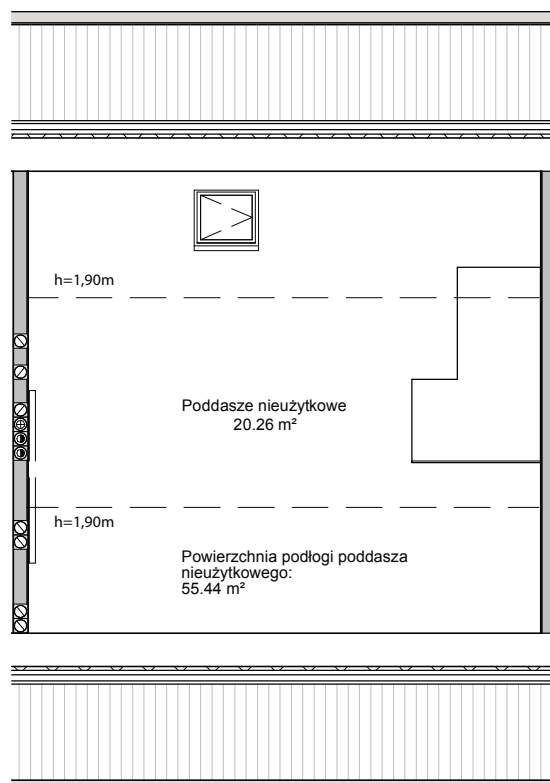 h=1,90m
Poddasze nieużytkowe
20.26 m²
h=1,90m
Powierzchnia podłogi poddasza
nieużytkowego:
55.44 m²